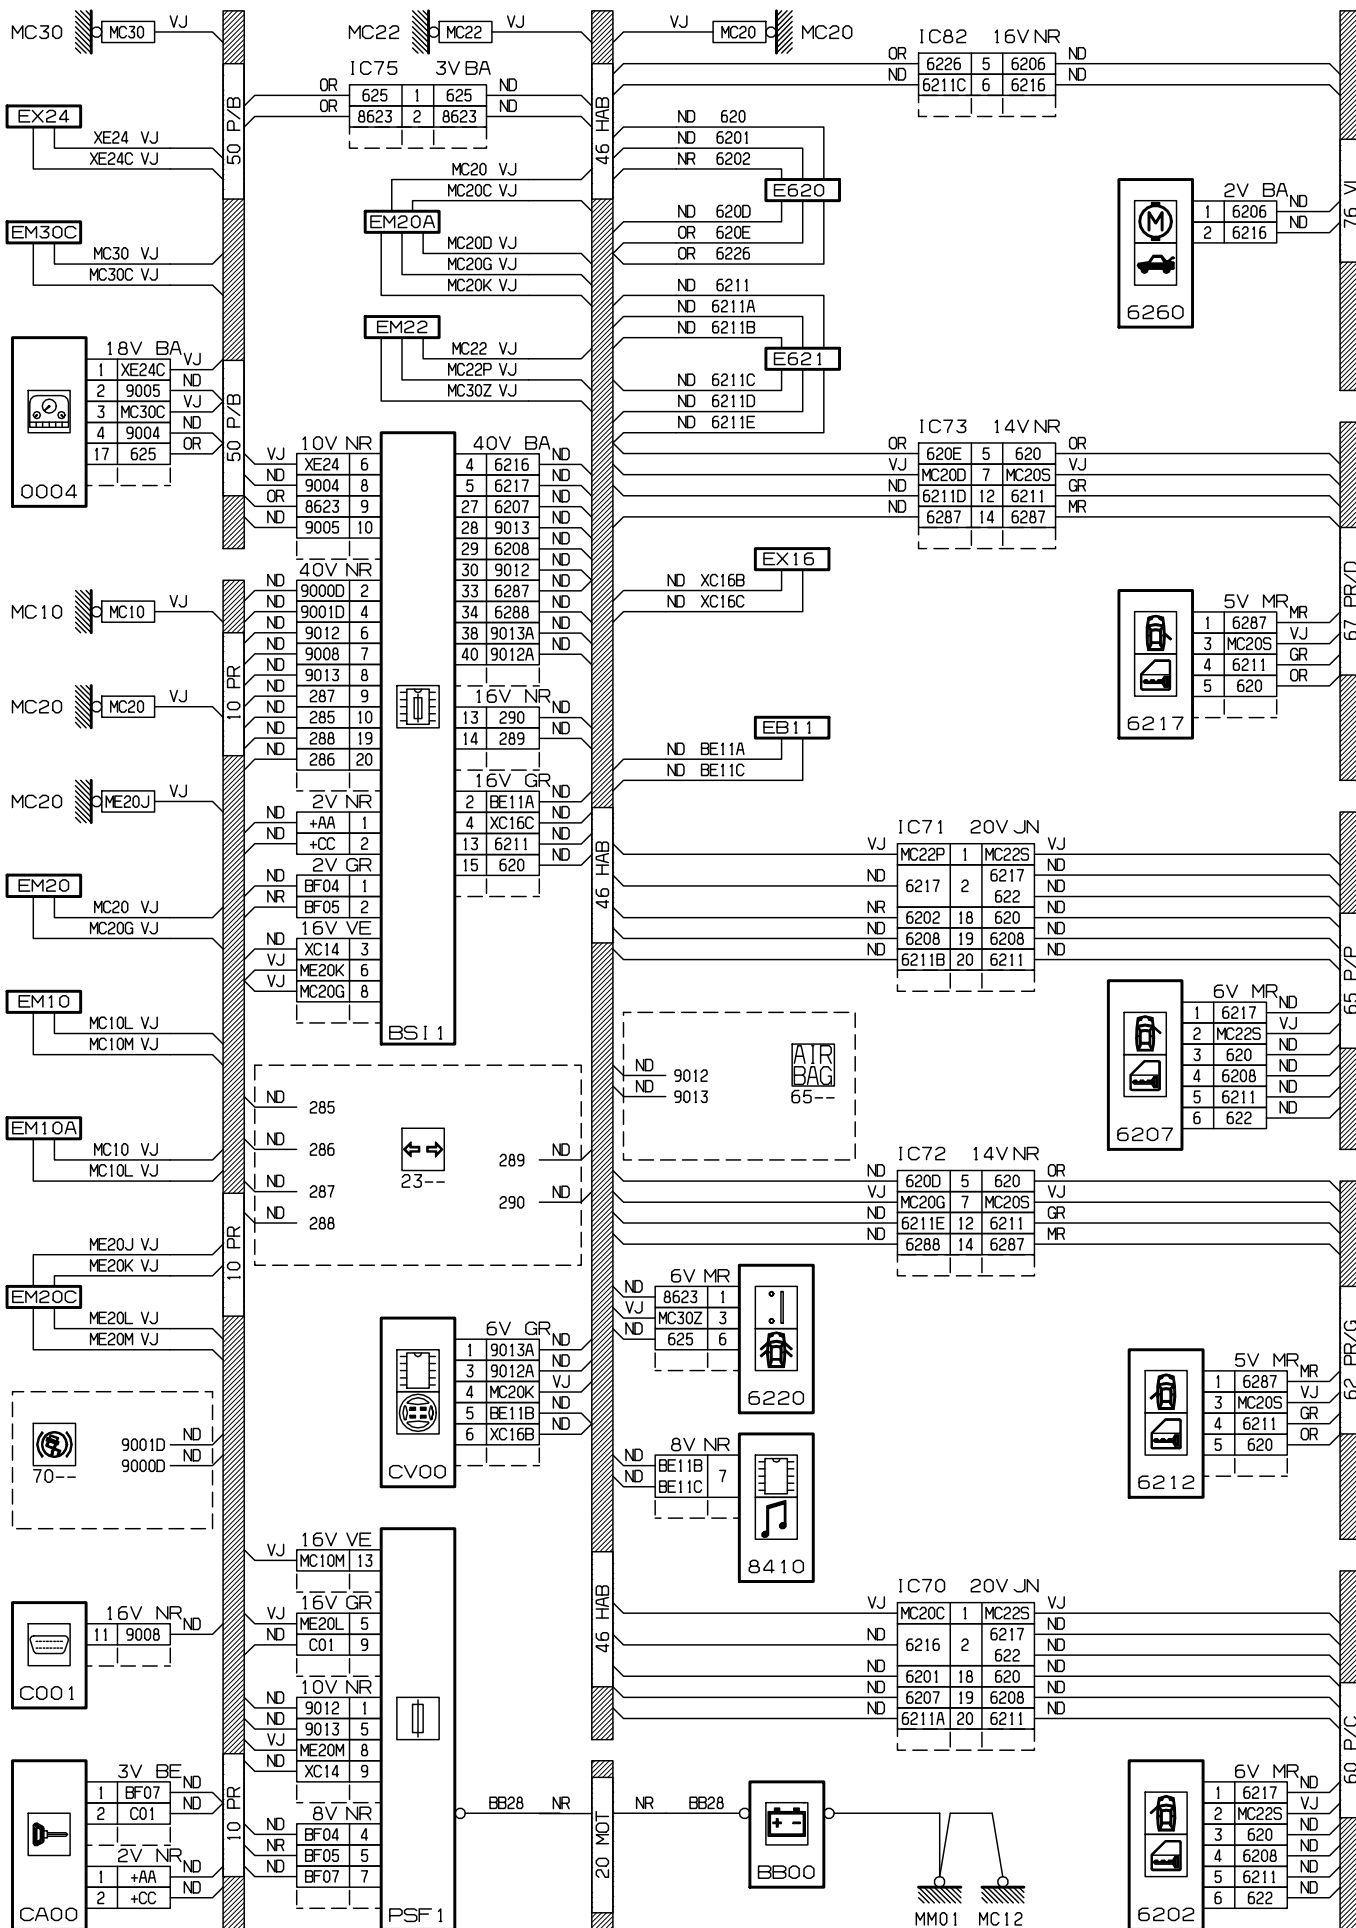 MC30 MC30 VJ
MC22 MC22 VJ
VJ MC20 MC20
EX24
XE24 VJ
XE24C VJ
50 P/B
IC75 3V BA
OR 625 1 625 ND
OR 8623 2 8623 ND
46 HAB
IC82 16V NR
OR 6226 5 6206 ND
ND 6211C 6 6216 ND
ND 620
ND 6201
NR 6202
E620
ND 620D
OR 620E
OR 6226
MC20 VJ
MC20C VJ
EM20A
MC20D VJ
MC20G VJ
MC20K VJ
EM30C
MC30 VJ
MC30C VJ
2V BA
1 6206 ND
2 6216 ND
M
6260
76 VL
ND 6211
ND 6211A
ND 6211B
E621
ND 6211C
ND 6211D
ND 6211E
EM22
MC22 VJ
MC22P VJ
MC30Z VJ
18V BA
1 XE24C VJ
2 9005 ND
3 MC30C VJ
4 9004 ND
17 625 OR
0004
50 P/B
10V NR
VJ XE24 6
ND 9004 8
OR 8623 9
ND 9005 10
40V NR
ND 9000D 2
ND 9001D 4
ND 9012 6
ND 9008 7
ND 9013 8
ND 287 9
ND 285 10
ND 288 19
ND 286 20
2V NR
ND +AA 1
ND +CC 2
2V GR
ND BF04 1
NR BF05 2
16V VE
ND XC14 3
VJ ME20K 6
VJ MC20G 8
40V BA
4 6216 ND
5 6217 ND
27 6207 ND
28 9013 ND
29 6208 ND
30 9012 ND
33 6287 ND
34 6288 ND
38 9013A ND
40 9012A ND
16V NR
13 290 ND
14 289 ND
16V GR
2 BE11A ND
4 XC16C ND
13 6211 ND
15 620 ND
BSI1
IC73 14V NR
OR 620E 5 620 OR
VJ MC20D 7 MC20S VJ
ND 6211D 12 6211 GR
ND 6287 14 6287 MR
EX16
ND XC16B
ND XC16C
5V MR
1 6287 MR
3 MC20S VJ
4 6211 GR
5 620 OR
6217
67 PR/D
MC10 MC10 VJ
10 PR
MC20 MC20 VJ
MC20 ME20J VJ
EB11
ND BE11A
ND BE11C
46 HAB
IC71 20V JN
VJ MC22P 1 MC22S VJ
ND 6217 2 6217 ND
622 ND
NR 6202 18 620 ND
ND 6208 19 6208 ND
ND 6211B 20 6211 ND
EM20
MC20 VJ
MC20G VJ
EM10
MC10L VJ
MC10M VJ
6V MR
1 6217 ND
2 MC22S VJ
3 620 ND
4 6208 ND
5 6211 ND
6 622 ND
6207
65 P/P
ND 9012
ND 9013
AIR
BAG
65--
EM10A
MC10 VJ
MC10L VJ
ND 285
ND 286
ND 287
ND 288
23--
289 ND
290 ND
10 PR
IC72 14V NR
ND 620D 5 620 OR
VJ MC20G 7 MC20S VJ
ND 6211E 12 6211 GR
ND 6288 14 6287 MR
ME20J VJ
ME20K VJ
EM20C
ME20L VJ
ME20M VJ
6V MR
ND 8623 1
VJ MC30Z 3
ND 625 6
6220
6V GR
1 9013A ND
3 9012A ND
4 MC20K VJ
5 BE11B ND
6 XC16B ND
CV00
5V MR
1 6287 MR
3 MC20S VJ
4 6211 GR
5 620 OR
6212
62 PR/G
9001D ND
9000D ND
70--
8V NR
ND BE11B
7
ND BE11C
8410
16V VE
VJ MC10M 13
16V GR
VJ ME20L 5
ND C01 9
10V NR
ND 9012 1
ND 9013 5
VJ ME20M 8
ND XC14 9
8V NR
ND BF04 4
NR BF05 5
ND BF07 7
PSF1
46 HAB
IC70 20V JN
VJ MC20C 1 MC22S VJ
ND 6216 2 6217 ND
622 ND
ND 6201 18 620 ND
ND 6207 19 6208 ND
ND 6211A 20 6211 ND
16V NR
11 9008 ND
C001
3V BE
1 BF07 ND
2 C01 ND
2V NR
1 +AA ND
2 +CC ND
CA00
10 PR
BB28 NR
20 MOT
NR BB28
+ -
BB00
MM01 MC12
6V MR
1 6217 ND
2 MC22S VJ
3 620 ND
4 6208 ND
5 6211 ND
6 622 ND
6202
60 P/C